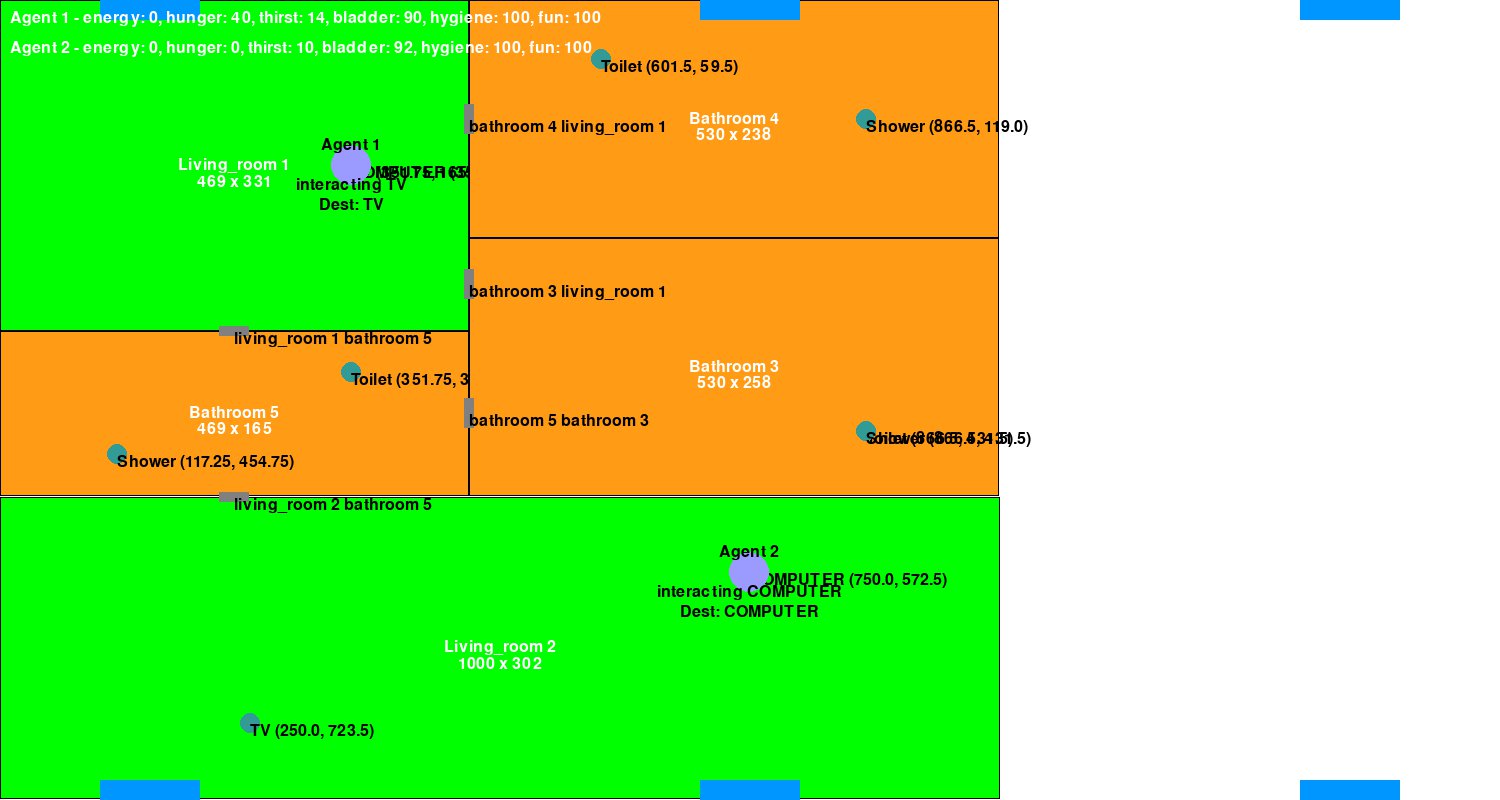 Agent 1 - energy: 0, hunger: 40, thirst: 14, bladder: 90, hygiene: 100, fun: 100
Agent 2 - energy: 0, hunger: 0, thirst: 10, bladder: 92, hygiene: 100, fun: 100
Toilet (601.5, 59.5)
Bathroom 4
530 x 238
bathroom 4 living_room 1
Shower (866.5, 119.0)
Agent 1
Living_room 1
469 x 331
interacting TV
Dest: TV
bathroom 3 living_room 1
living_room 1 bathroom 5
Bathroom 3
530 x 258
Toilet (351.75, 3
Bathroom 5
469 x 165
bathroom 5 bathroom 3
Shower (117.25, 454.75)
living_room 2 bathroom 5
Agent 2
OMPUTER (750.0, 572.5)
interacting COMPUTER
Dest: COMPUTER
Living_room 2
1000 x 302
TV (250.0, 723.5)